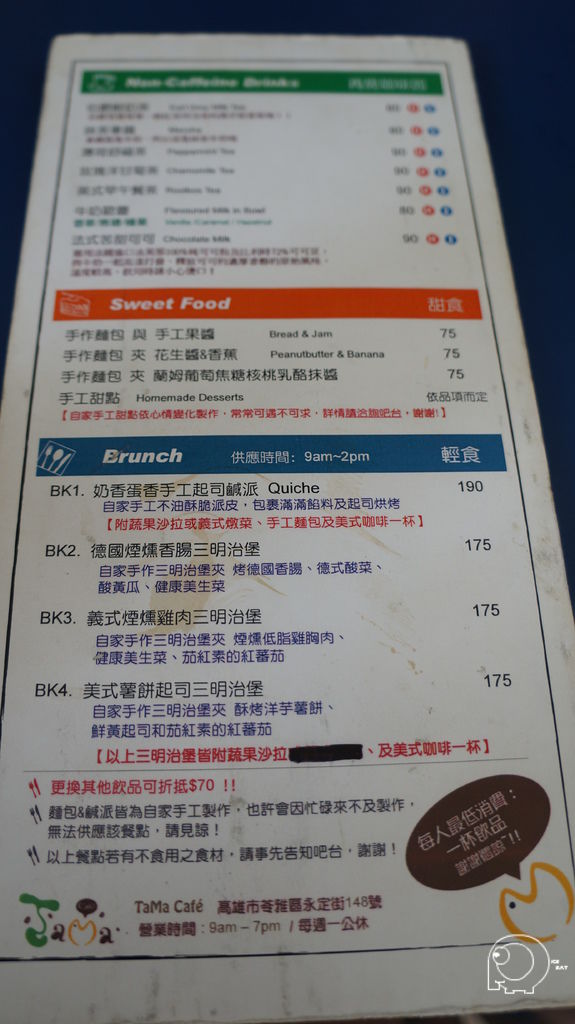 Non-Caffeine Drinks
Peppermint Tea 90
Chamomile Tea 90
英式早午餐茶 Rooibos Tea 90
Flavoured Milk in Bowl 80
Vanilla / Caramel / Hazelnut
法式苦甜可可 Chocolate Milk 90
Sweet Food 甜食
手作麵包 與 手工果醬 Bread & Jam 75
手作麵包 夾 花生醬&香蕉 Peanutbutter & Banana 75
手作麵包 夾 蘭姆葡萄焦糖核桃乳酪抹醬 75
手工甜點 Homemade Desserts 依品項而定
【自家手工甜點依心情變化製作，常常可遇不可求，詳情請洽詢吧台，謝謝!】
Brunch 供應時間：9am~2pm 輕食
BK1. 奶香蛋香手工起司鹹派 Quiche 190
自家手工不油酥脆派皮，包裹滿滿餡料及起司烘烤
【附蔬果沙拉或義式燉菜、手工麵包及美式咖啡一杯】
BK2. 德國煙燻香腸三明治堡 175
自家手作三明治堡夾 烤德國香腸、德式酸菜、
酸黃瓜、健康美生菜
BK3. 義式煙燻雞肉三明治堡 175
自家手作三明治堡夾 煙燻低脂雞胸肉、
健康美生菜、茄紅素的紅蕃茄
BK4. 美式薯餅起司三明治堡 175
自家手作三明治堡夾 酥烤洋芋薯餅、
鮮黃起司和茄紅素的紅蕃茄
【以上三明治堡皆附蔬果沙拉 、及美式咖啡一杯】
更換其他飲品可折抵$70 !!
麵包&鹹派皆為自家手工製作，也許會因忙碌來不及製作，
無法供應該餐點，請見諒！
以上餐點若有不食用之食材，請事先告知吧台，謝謝！
每人最低消費：
一杯飲品
謝謝
TaMa
TaMa Café 高雄市苓雅區永定街148號
營業時間：9am – 7pm / 每週一公休
ICE
EAT